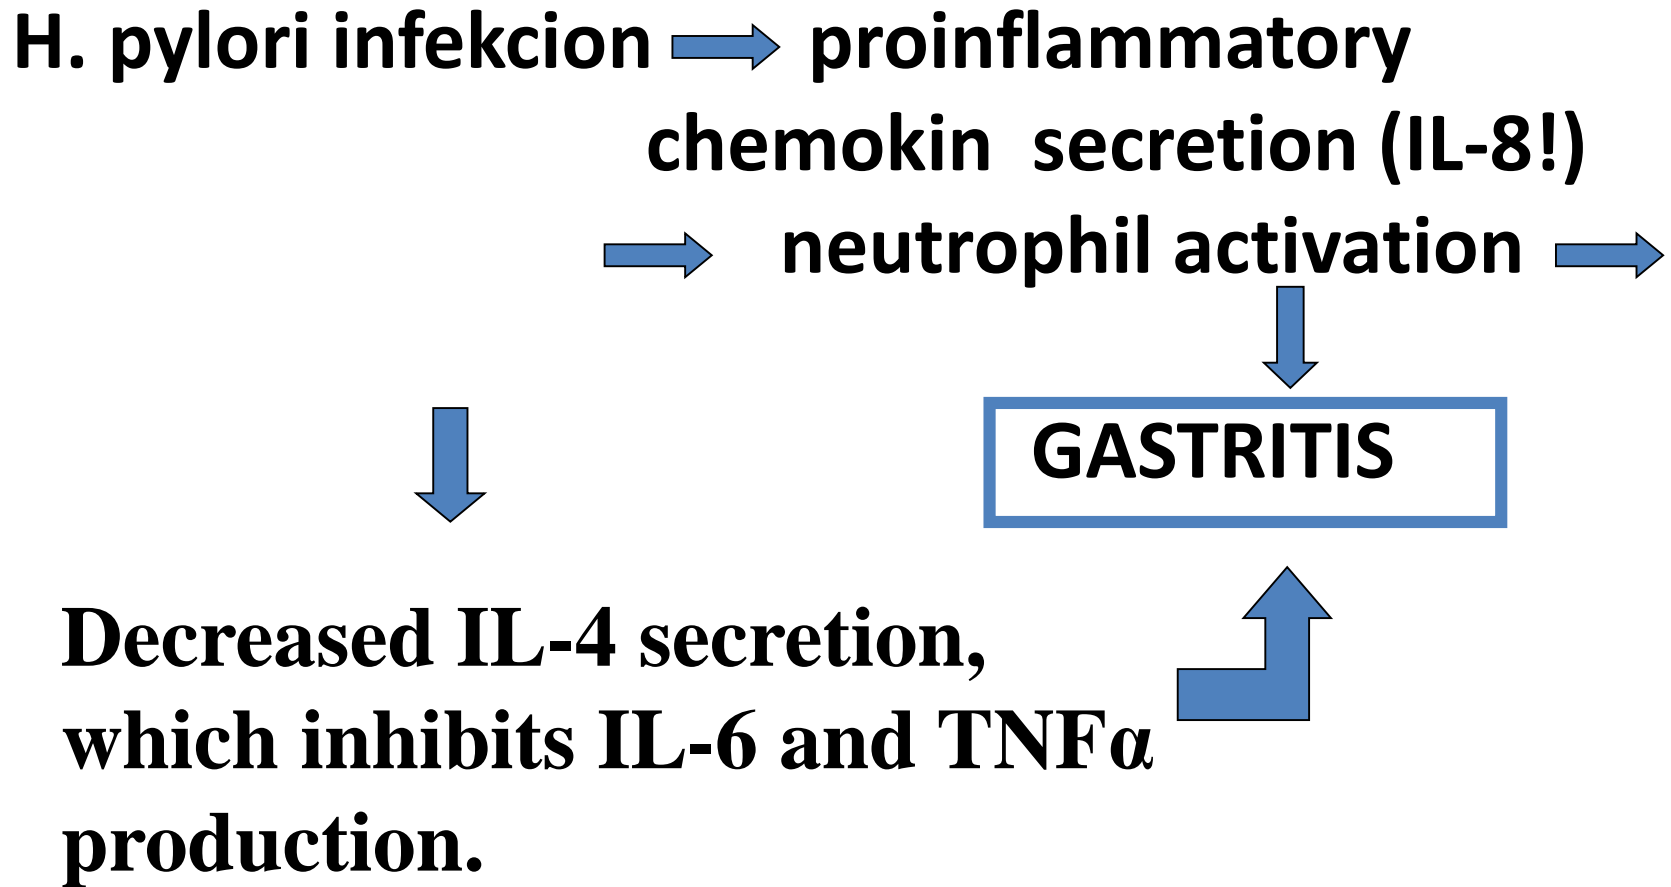 H. pylori infekcion proinflammatory
chemokin secretion (IL-8!)
neutrophil activation
GASTRITIS
Decreased IL-4 secretion,
which inhibits IL-6 and TNFα
production.